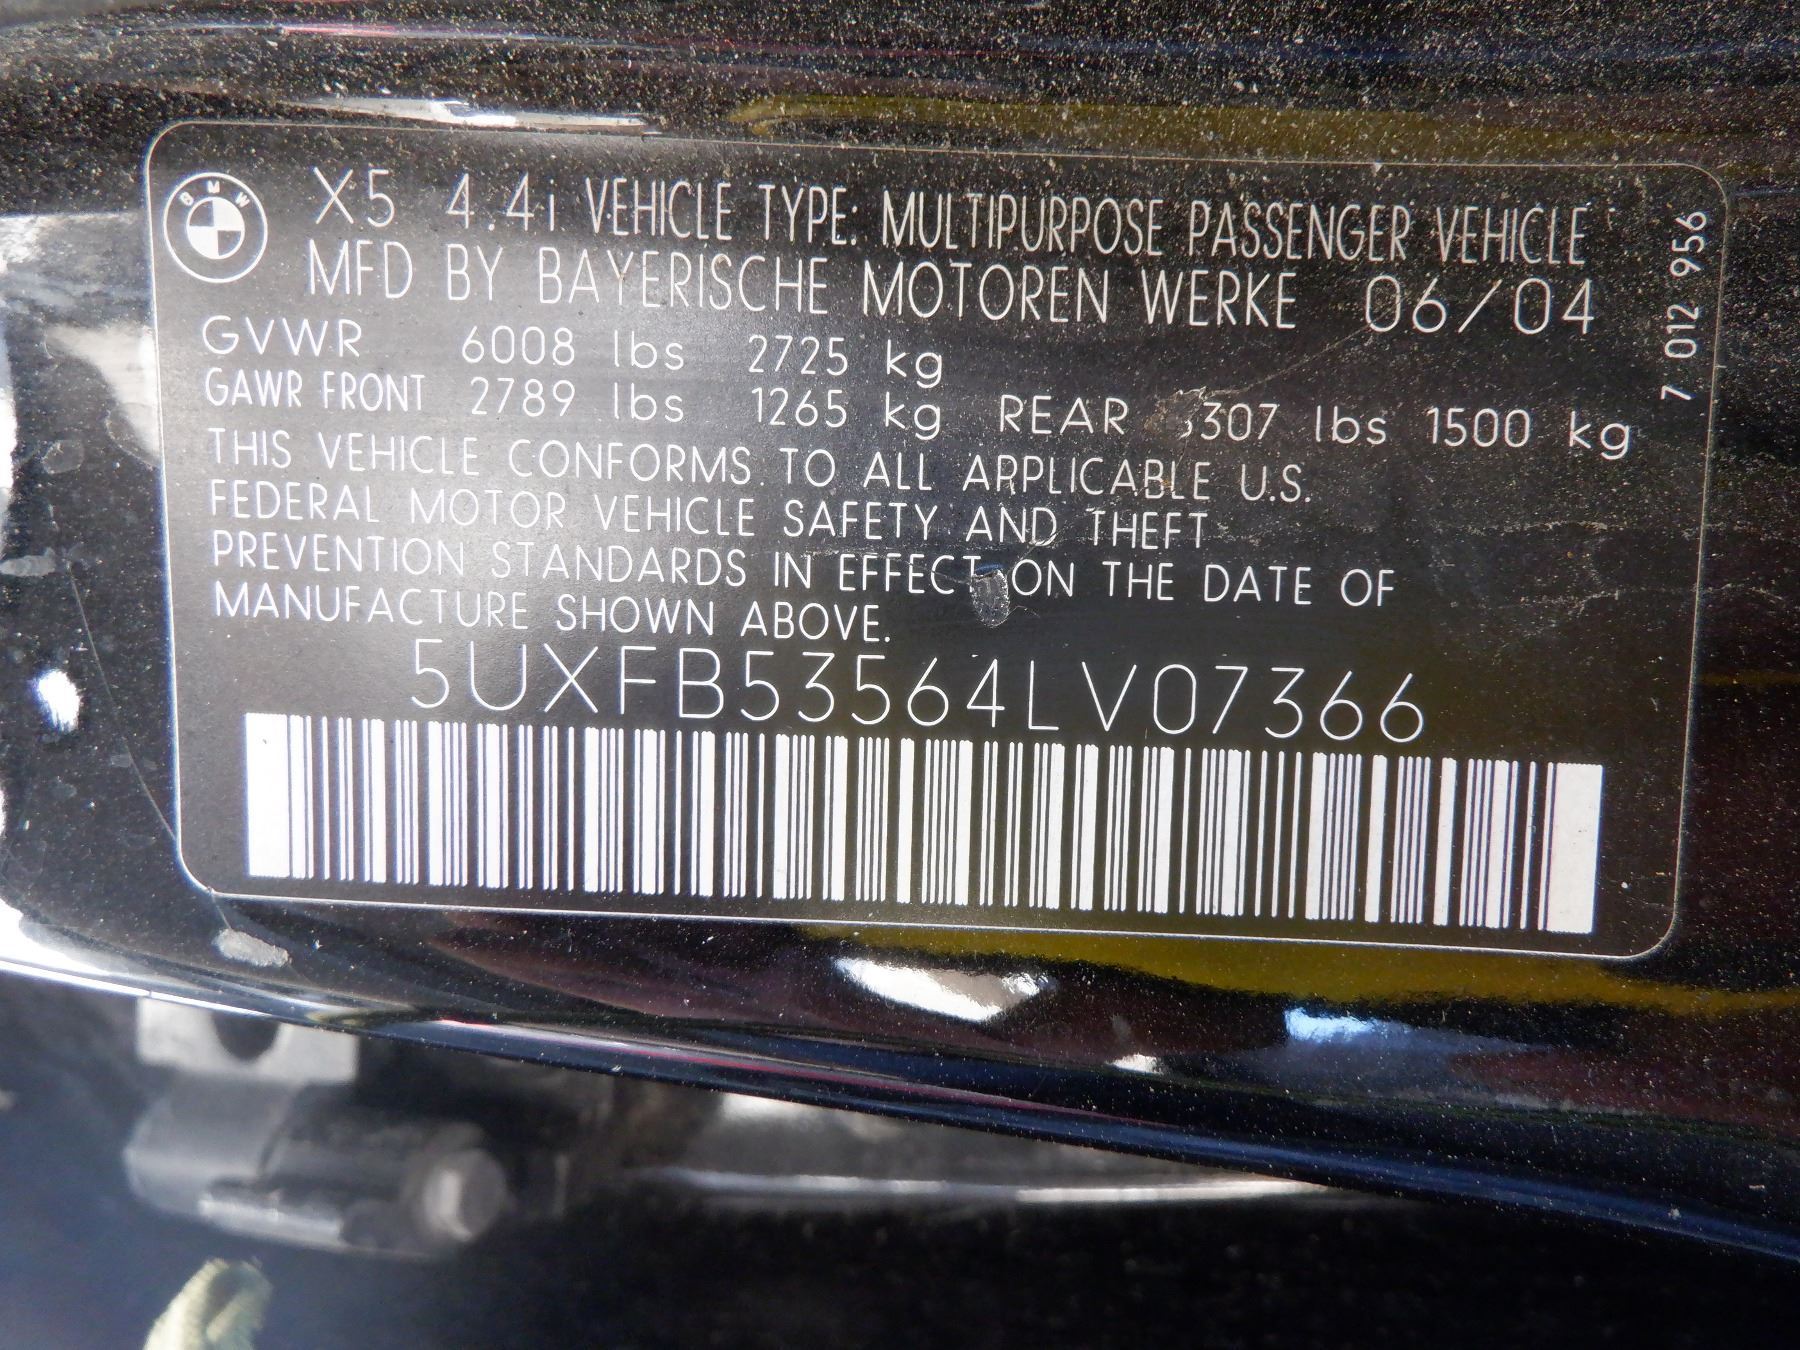 BMW
X5 4.4i VEHICLE TYPE: MULTIPURPOSE PASSENGER VEHICLE
MFD BY BAYERISCHE MOTOREN WERKE 06/04
GVWR 6008 lbs 2725 kg
GAWR FRONT 2789 lbs 1265 kg REAR 3307 lbs 1500 kg
THIS VEHICLE CONFORMS TO ALL APPLICABLE U.S.
FEDERAL MOTOR VEHICLE SAFETY AND THEFT
PREVENTION STANDARDS IN EFFECT ON THE DATE OF
MANUFACTURE SHOWN ABOVE.
5UXFB53564LV07366
7 012 956